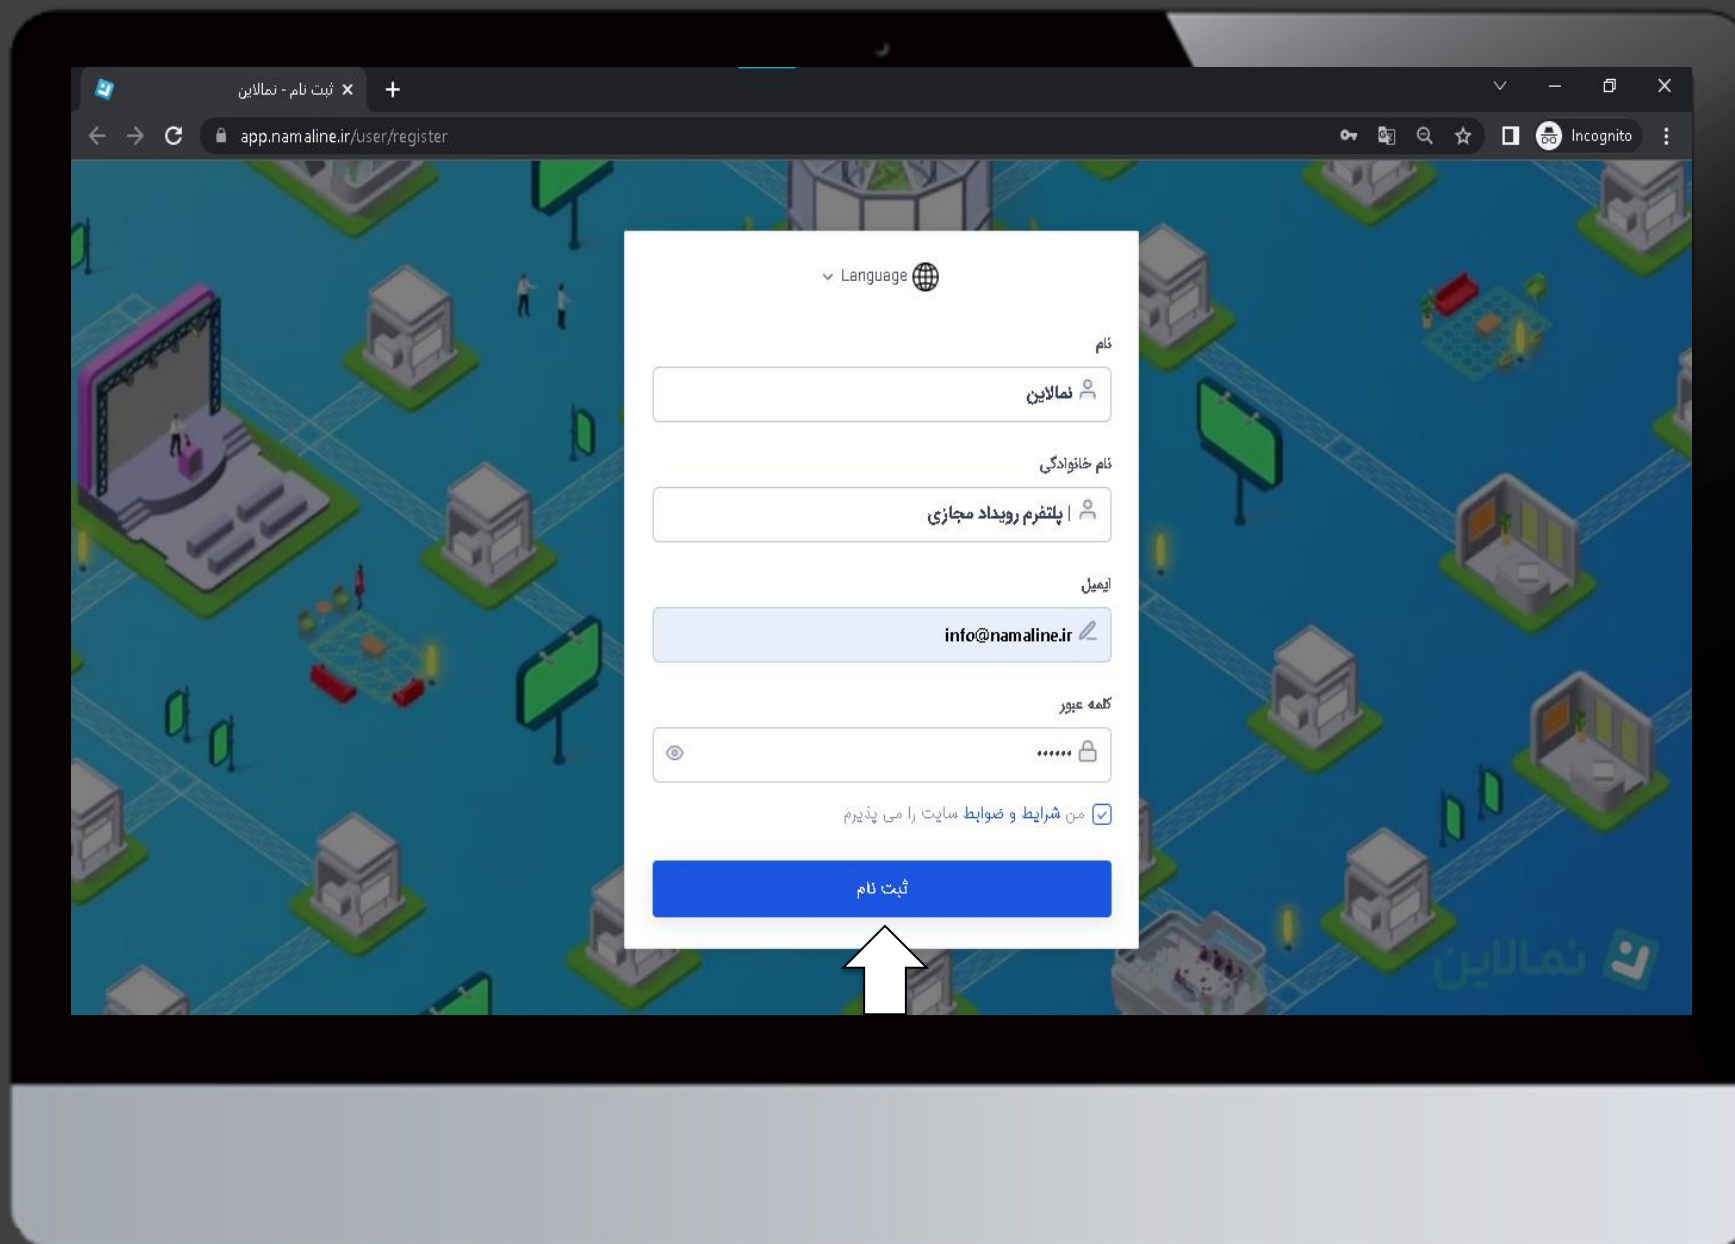 ثبت نام - نمالاین
app.namaline.ir/user/register
Incognito
Language
نام
نمالاین
نام خانوادگی
| پلتفرم رویداد مجازی
ایمیل
info@namaline.ir
کلمه عبور
من شرایط و ضوابط سایت را می پذیرم
ثبت نام
نمالاین